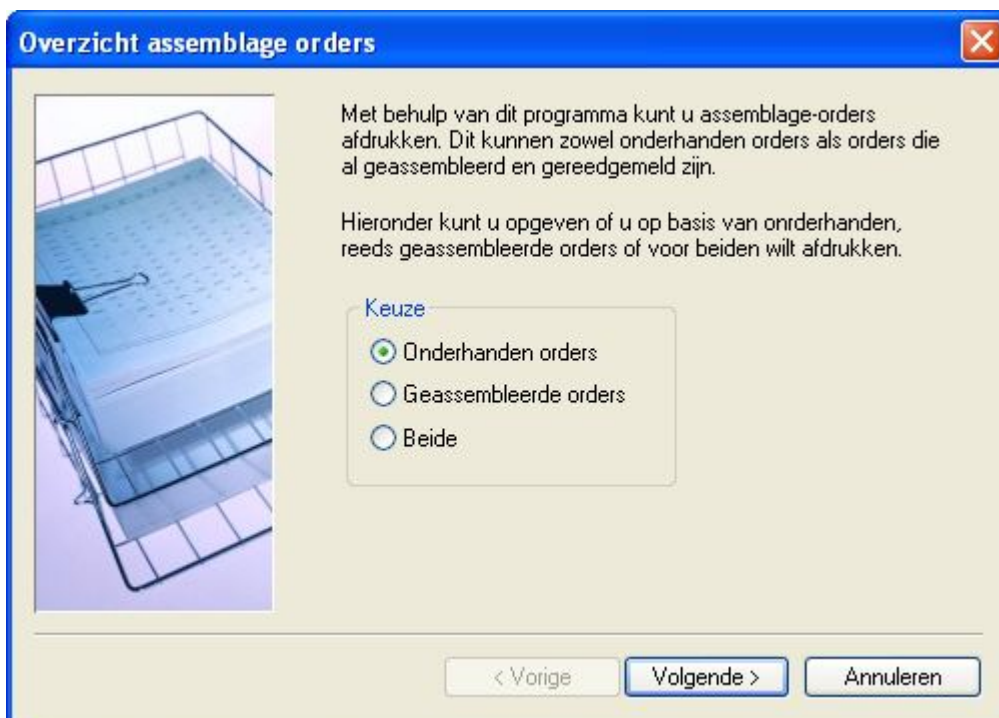 Overzicht assemblage orders
Met behulp van dit programma kunt u assemblage-orders
afdrukken. Dit kunnen zowel onderhanden orders als orders die
al geassembleerd en gereedgemeld zijn.
Hieronder kunt u opgeven of u op basis van onrderhanden,
reeds geassembleerde orders of voor beiden wilt afdrukken.
Keuze
Onderhanden orders
Geassembleerde orders
Beide
< Vorige
Volgende >
Annuleren